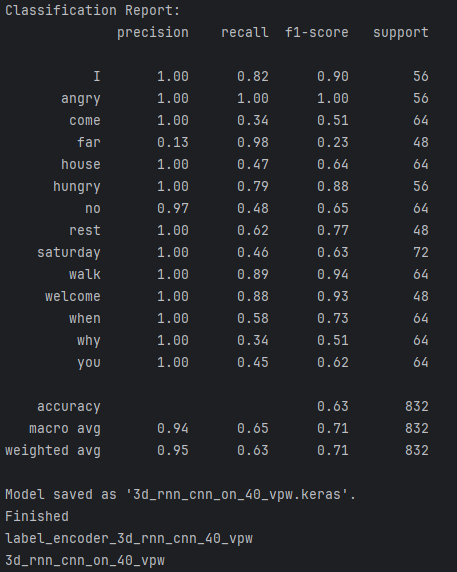 Classification Report:
precision recall f1-score support
I 1.00 0.82 0.90 56
angry 1.00 1.00 1.00 56
come 1.00 0.34 0.51 64
far 0.13 0.98 0.23 48
house 1.00 0.47 0.64 64
hungry 1.00 0.79 0.88 56
no 0.97 0.48 0.65 64
rest 1.00 0.62 0.77 48
saturday 1.00 0.46 0.63 72
walk 1.00 0.89 0.94 64
welcome 1.00 0.88 0.93 48
when 1.00 0.58 0.73 64
why 1.00 0.34 0.51 64
you 1.00 0.45 0.62 64
accuracy 0.63 832
macro avg 0.94 0.65 0.71 832
weighted avg 0.95 0.63 0.71 832
Model saved as '3d_rnn_cnn_on_40_vpw.keras'.
Finished
label_encoder_3d_rnn_cnn_40_vpw
3d_rnn_cnn_on_40_vpw